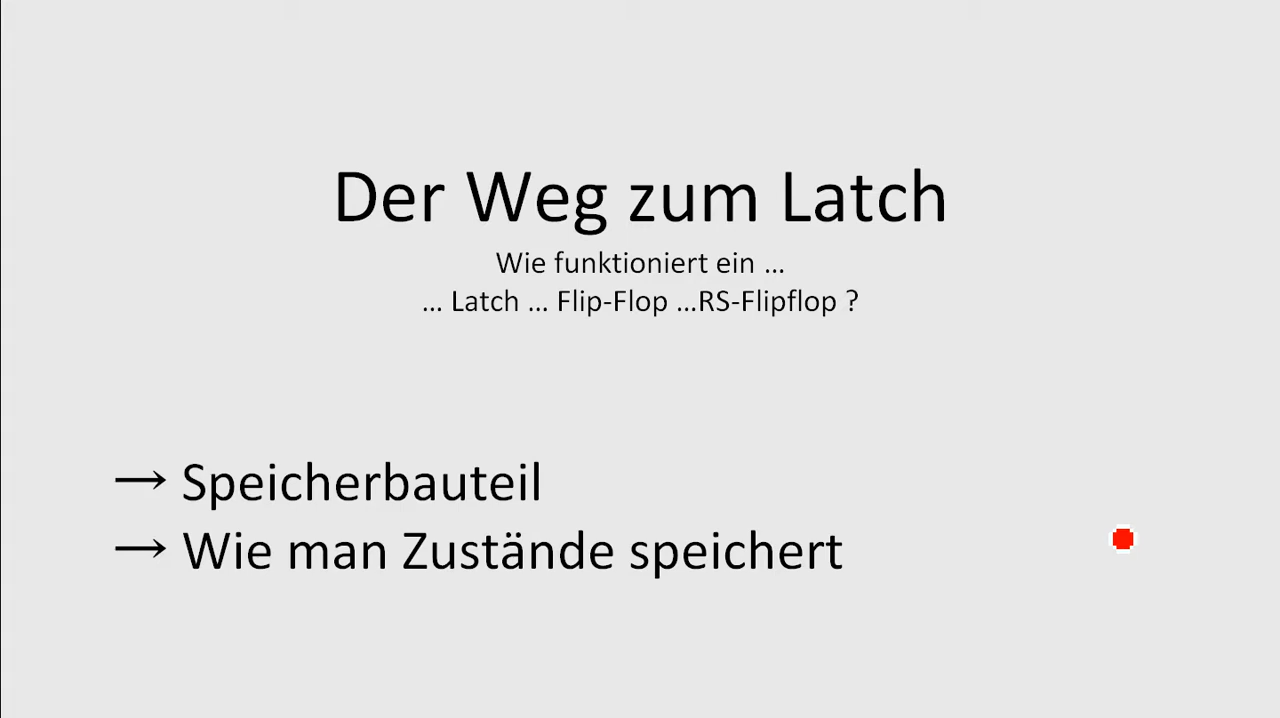 Der Weg zum Latch
Wie funktioniert ein ...
... Latch ... Flip-Flop ...RS-Flipflop ?
→ Speicherbauteil
→ Wie man Zustände speichert